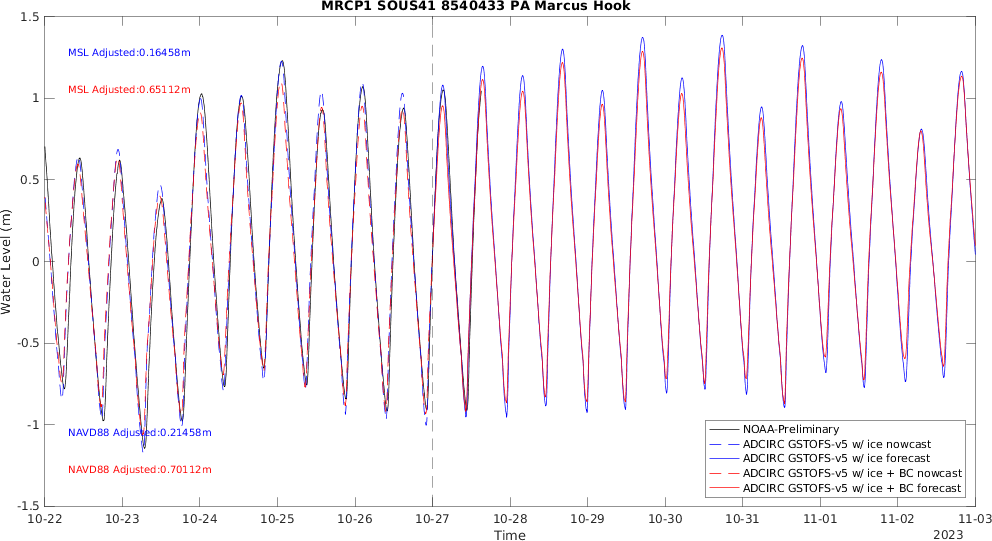 MRCP1 SOUS41 8540433 PA Marcus Hook
1.5
1
0.5
0
-0.5
-1
-1.5
Water Level (m)
MSL Adjusted:0.16458m
MSL Adjusted:0.65112m
NAVD88 Adjusted:0.21458m
NAVD88 Adjusted:0.70112m
NOAA-Preliminary
ADCIRC GSTOFS-v5 w/ ice nowcast
ADCIRC GSTOFS-v5 w/ ice forecast
ADCIRC GSTOFS-v5 w/ ice + BC nowcast
ADCIRC GSTOFS-v5 w/ ice + BC forecast
10-22 10-23 10-24 10-25 10-26 10-27 10-28 10-29 10-30 10-31 11-01 11-02 11-03
Time
2023